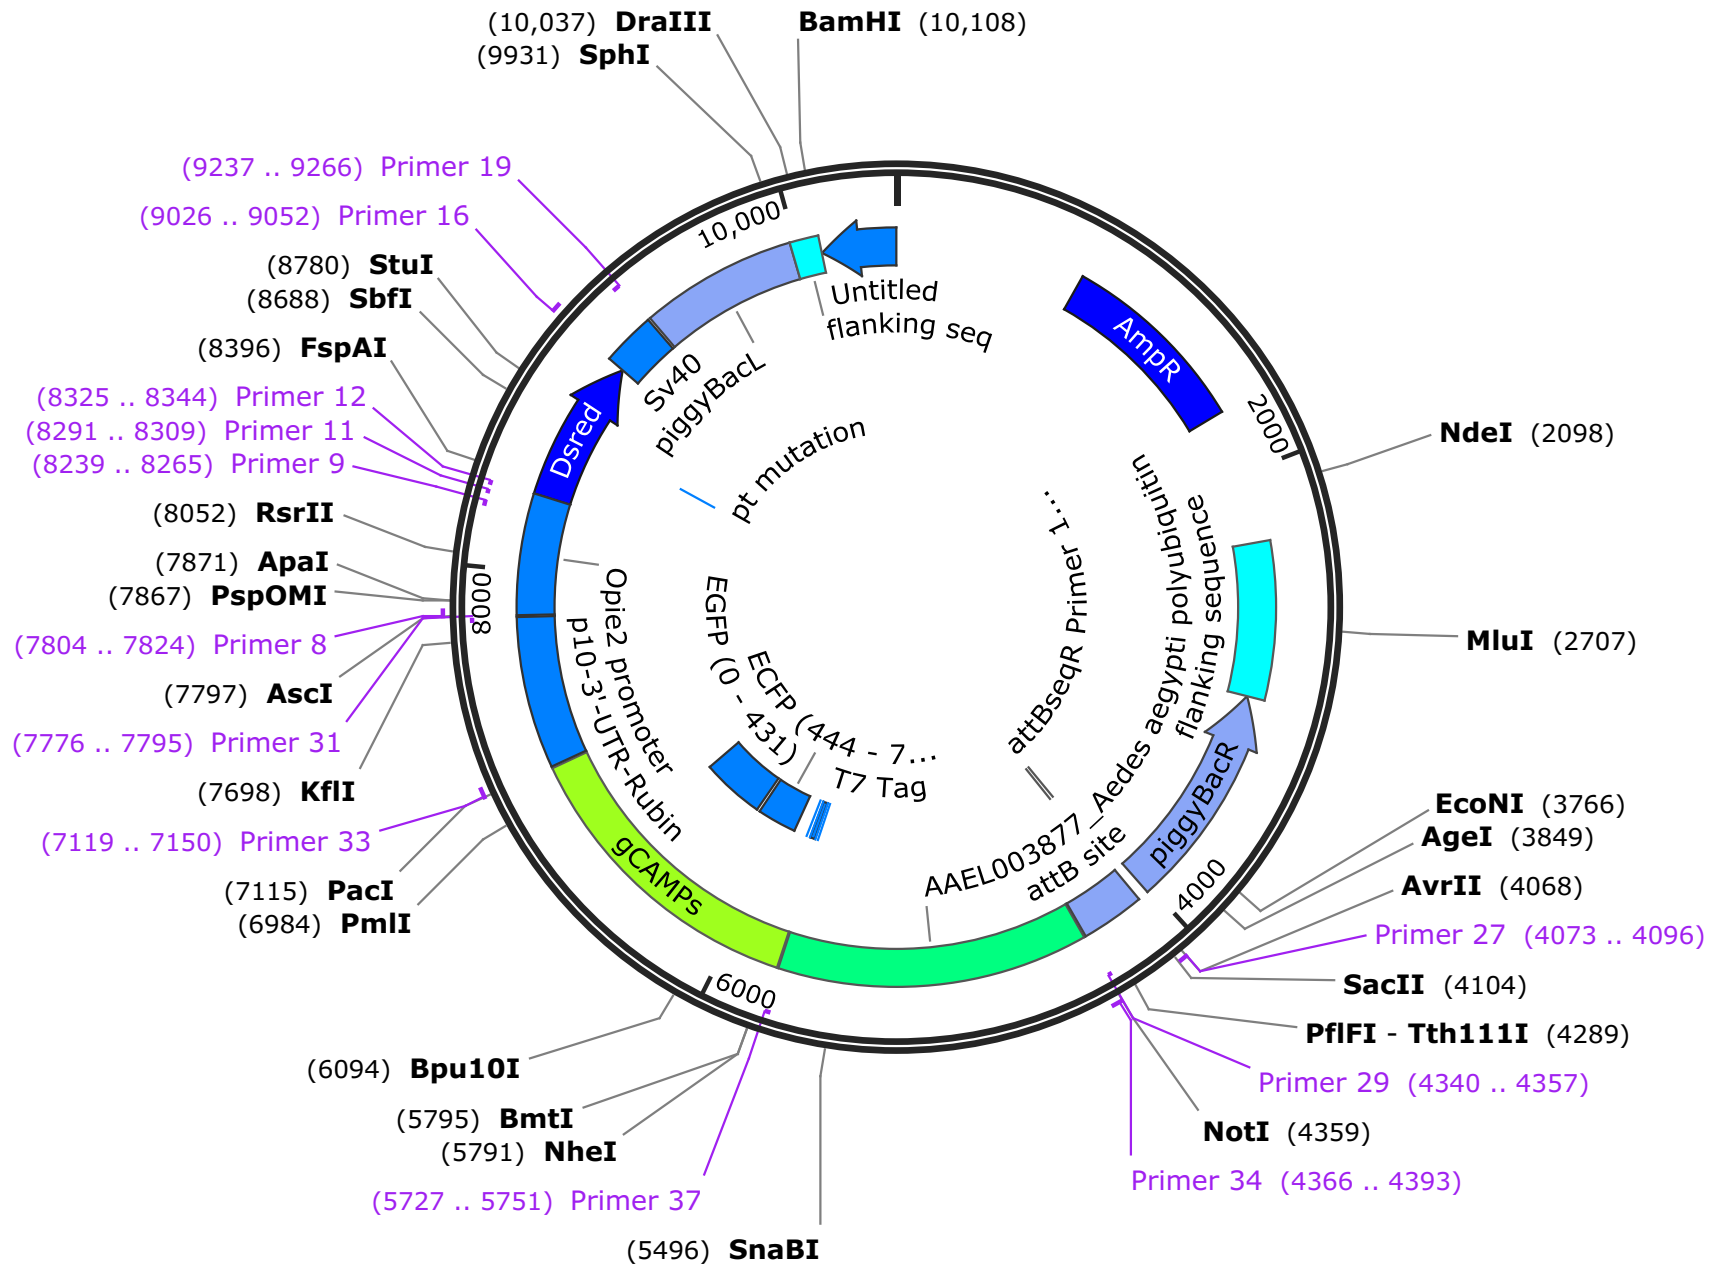 (10,037) DraIII
BamHI (10,108)
(9931) SphI
(9237 .. 9266) Primer 19
(9026 .. 9052) Primer 16
(8780) StuI
(8688) SbfI
(8396) FspAI
(8325 .. 8344) Primer 12
(8291 .. 8309) Primer 11
(8239 .. 8265) Primer 9
(8052) RsrII
(7871) ApaI
(7867) PspOMI
(7804 .. 7824) Primer 8
(7797) AscI
(7776 .. 7795) Primer 31
(7698) KflI
(7119 .. 7150) Primer 33
(7115) PacI
(6984) PmlI
(6094) Bpu10I
(5795) BmtI
(5791) NheI
(5727 .. 5751) Primer 37
(5496) SnaBI
NdeI (2098)
MluI (2707)
EcoNI (3766)
AgeI (3849)
AvrII (4068)
Primer 27 (4073 .. 4096)
SacII (4104)
PflFI - Tth111I (4289)
Primer 29 (4340 .. 4357)
NotI (4359)
Primer 34 (4366 .. 4393)
10,000
2000
4000
6000
8000
Untitled
flanking seq
AmpR
Sv40
piggyBacL
Dsred
pt mutation
Opie2 promoter
p10-3'-UTR-Rubin
EGFP (0 - 431)
ECFP (444 - 7...
T7 Tag
gCAMPs
attBseqR Primer 1...
AAEL003877_Aedes aegypti polyubiquitin
flanking sequence
attB site
piggyBacR